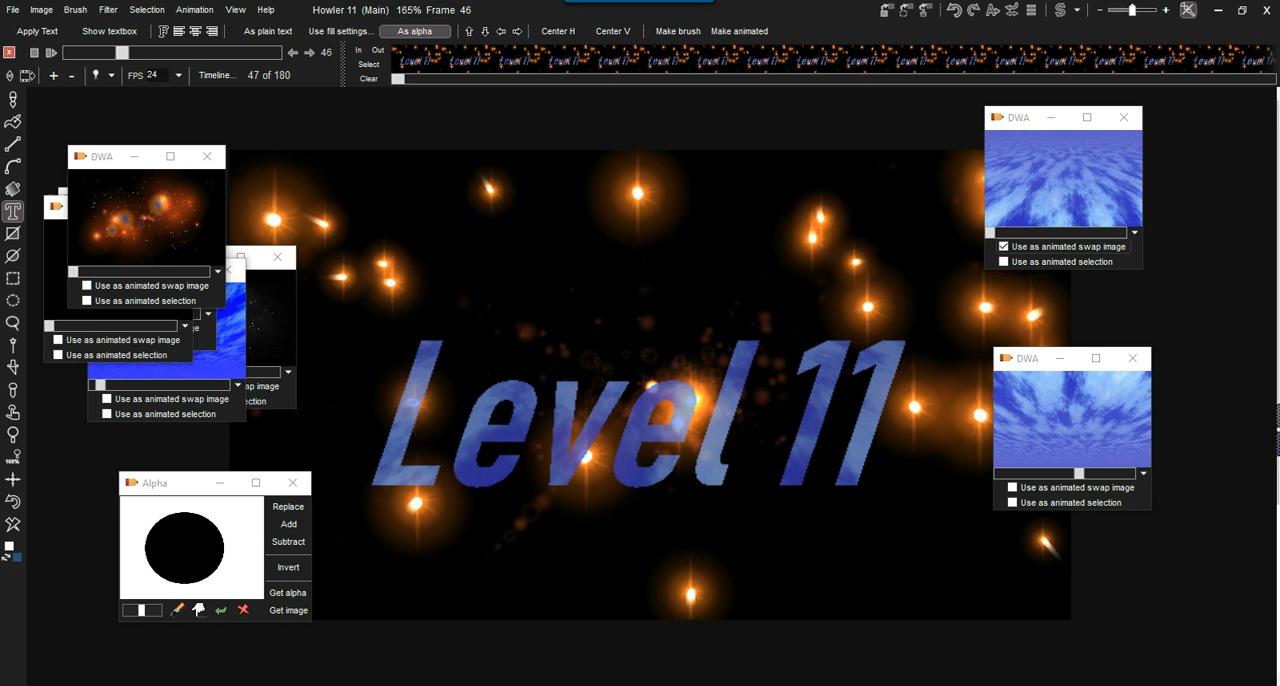 File Image Brush Filter Selection Animation View Help Howler 11 (Main) 165% Frame 46
Apply Text Show textbox As plain text Use fill settings... As alpha Center H Center V Make brush Make animated
46 In Out
Select
FPS 24 Timeline... 47 of 180 Clear
DWA
Use as animated swap image
Use as animated selection
Use as animated swap image
Use as animated selection
ap image
ection
Use as animated swap image
Use as animated selection
DWA
Use as animated swap image
Use as animated selection
DWA
Use as animated swap image
Use as animated selection
Level 11
Alpha
Replace
Add
Subtract
Invert
Get alpha
Get image
100%